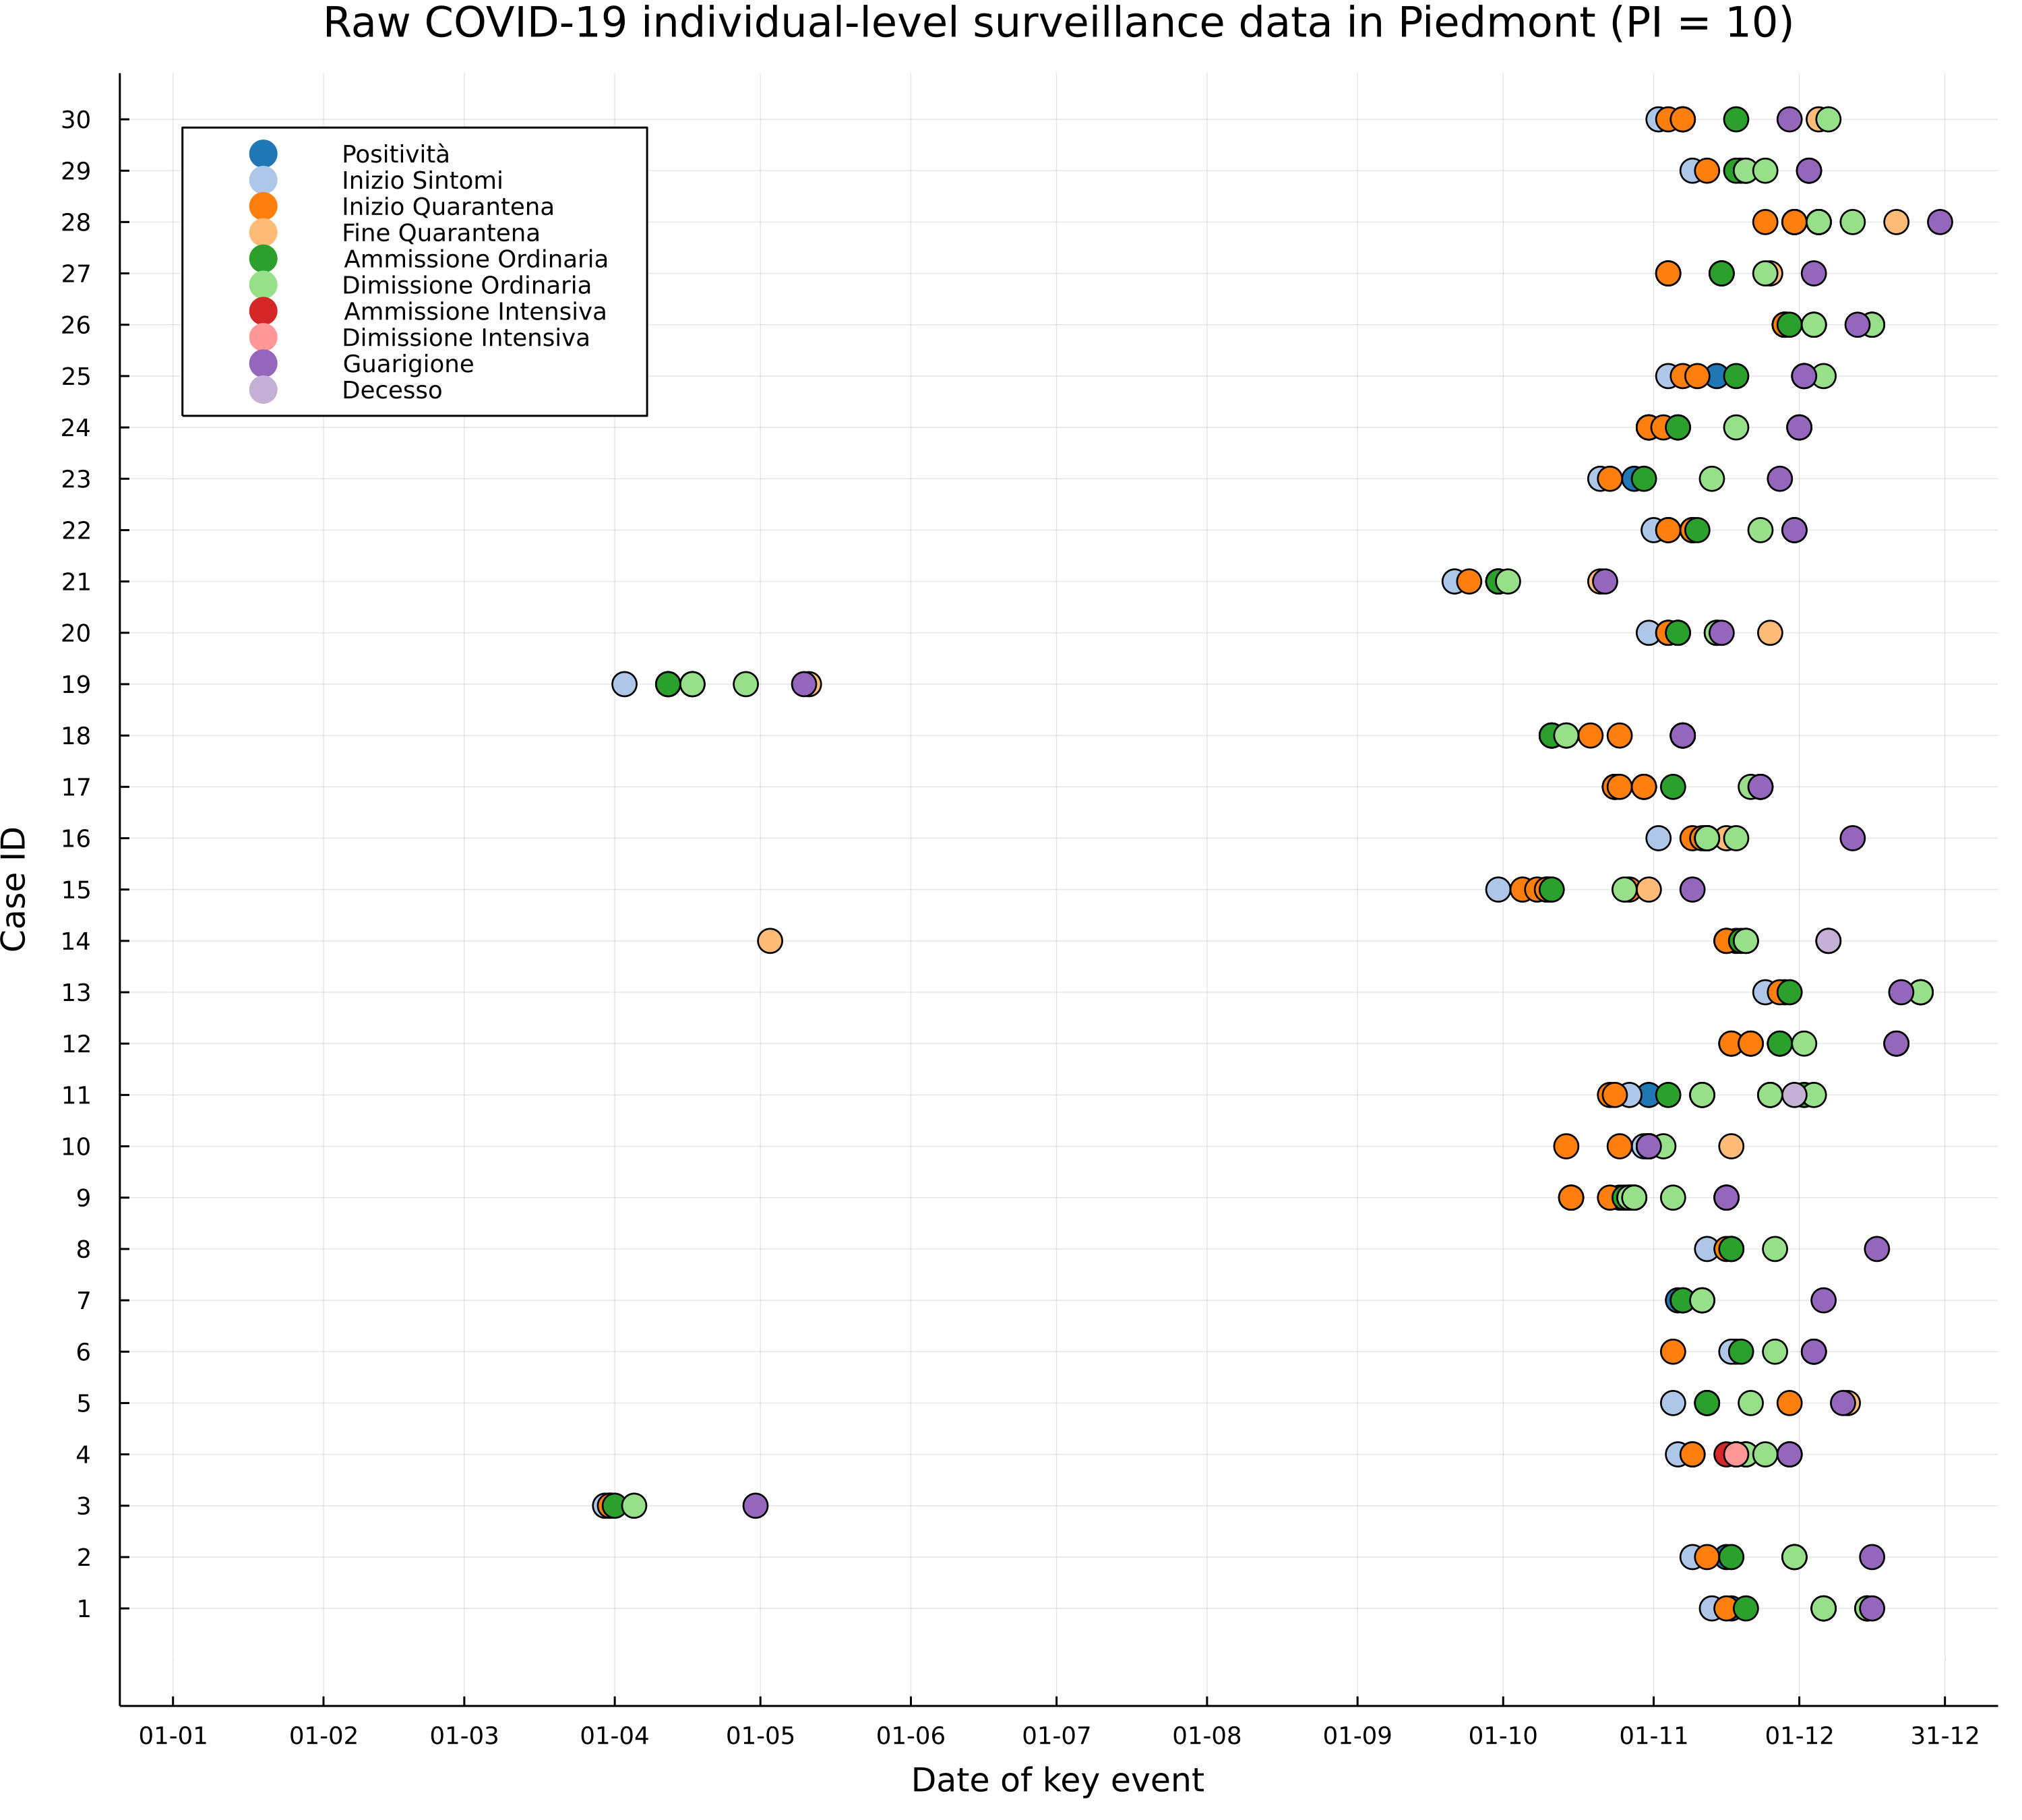 Raw COVID-19 individual-level surveillance data in Piedmont (PI = 10)
Positività
Inizio Sintomi
Inizio Quarantena
Fine Quarantena
Ammissione Ordinaria
Dimissione Ordinaria
Ammissione Intensiva
Dimissione Intensiva
Guarigione
Decesso
Case ID
30
29
28
27
26
25
24
23
22
21
20
19
18
17
16
15
14
13
12
11
10
9
8
7
6
5
4
3
2
1
01-01 01-02 01-03 01-04 01-05 01-06 01-07 01-08 01-09 01-10 01-11 01-12 31-12
Date of key event